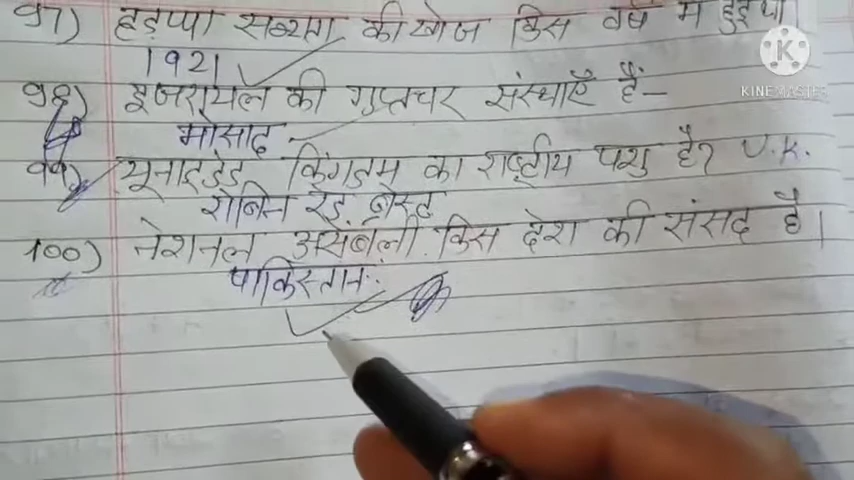 97) हड़प्पा सभ्यता की खोज किस वर्ष में हुई थी।
1921
98) इजरायेल की गुप्तचर संस्थाएँ हैं-
मोसाद
99) यूनाइटेड किंगडम का राष्ट्रीय पशु है? U.K.
रोबिन रेड ब्रेस्ट
100) नेशनल असेंबली किस देश की संसद है।
पाकिस्तान
KINEMASTER